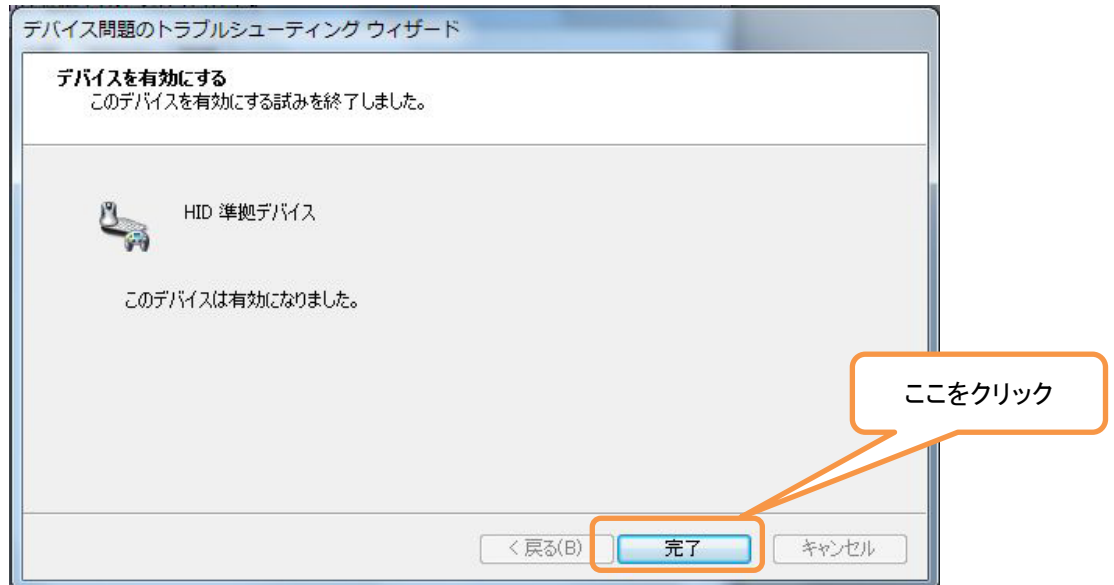 デバイス問題のトラブルシューティング ウィザード
デバイスを有効にする
このデバイスを有効にする試みを終了しました。
HID 準拠デバイス
このデバイスは有効になりました。
ここをクリック
< 戻る(B)
完了
キャンセル